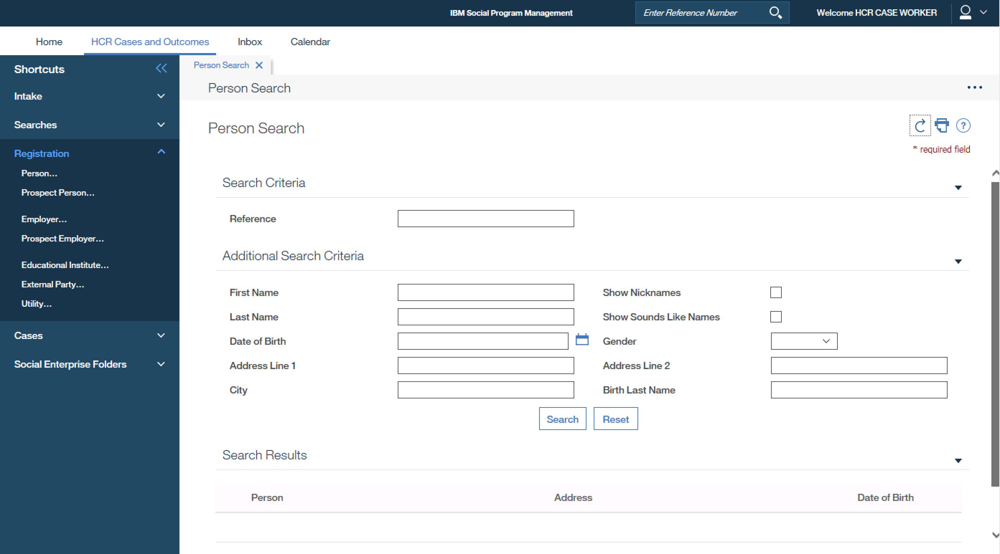 IBM Social Program Management
Enter Reference Number
Welcome HCR CASE WORKER
Home
HCR Cases and Outcomes
Inbox
Calendar
Shortcuts
Intake
Searches
Registration
Person...
Prospect Person...
Employer...
Prospect Employer...
Educational Institute...
External Party...
Utility...
Cases
Social Enterprise Folders
Person Search
Person Search
Person Search
?
* required field
Search Criteria
Reference
Additional Search Criteria
First Name
Show Nicknames
Last Name
Show Sounds Like Names
Date of Birth
Gender
Address Line 1
Address Line 2
City
Birth Last Name
Search
Reset
Search Results
Person
Address
Date of Birth